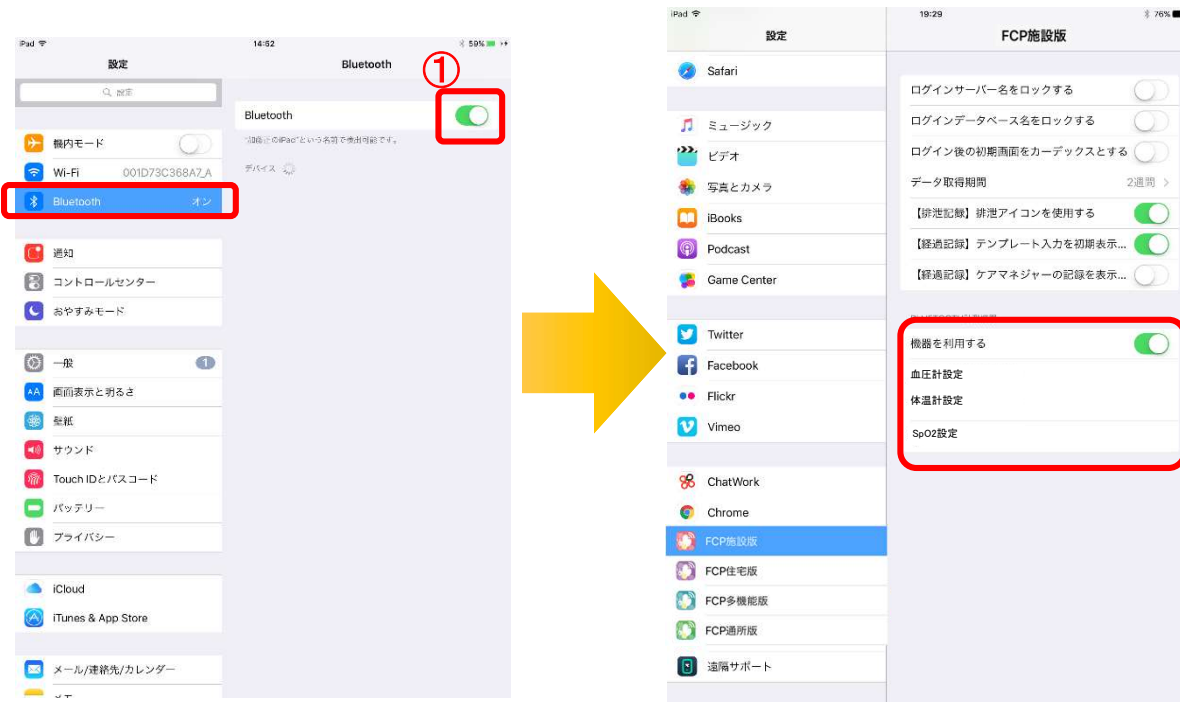 iPad
14:52
59%
設定
Bluetooth
①
設定
機内モード
Wi-Fi
001D73C368A7_A
Bluetooth
オン
通知
コントロールセンター
おやすみモード
一般
1
画面表示と明るさ
壁紙
サウンド
Touch IDとパスコード
バッテリー
プライバシー
iCloud
iTunes & App Store
メール/連絡先/カレンダー
Bluetooth
デバイス
iPad
19:29
76%
設定
FCP施設版
Safari
ミュージック
ビデオ
写真とカメラ
iBooks
Podcast
Game Center
Twitter
Facebook
Flickr
Vimeo
ChatWork
Chrome
FCP施設版
FCP住宅版
FCP多機能版
FCP通所版
遠隔サポート
ログインサーバー名をロックする
ログインデータベース名をロックする
ログイン後の初期画面をカーデックスとする
データ取得期間
2週間
【排泄記録】排泄アイコンを使用する
【経過記録】テンプレート入力を初期表示...
【経過記録】ケアマネジャーの記録を表示...
機器を利用する
血圧計設定
体温計設定
SpO2設定